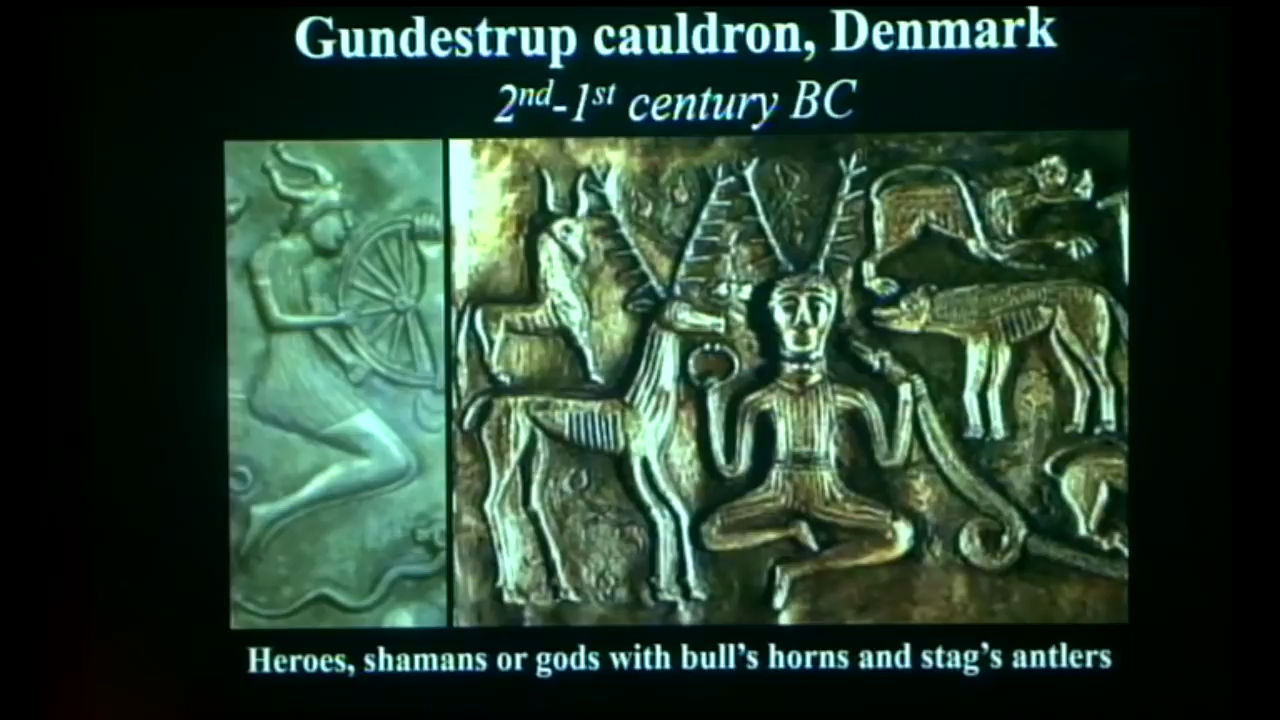 Gundestrup cauldron, Denmark
2nd-1st century BC
Heroes, shamans or gods with bull's horns and stag's antlers